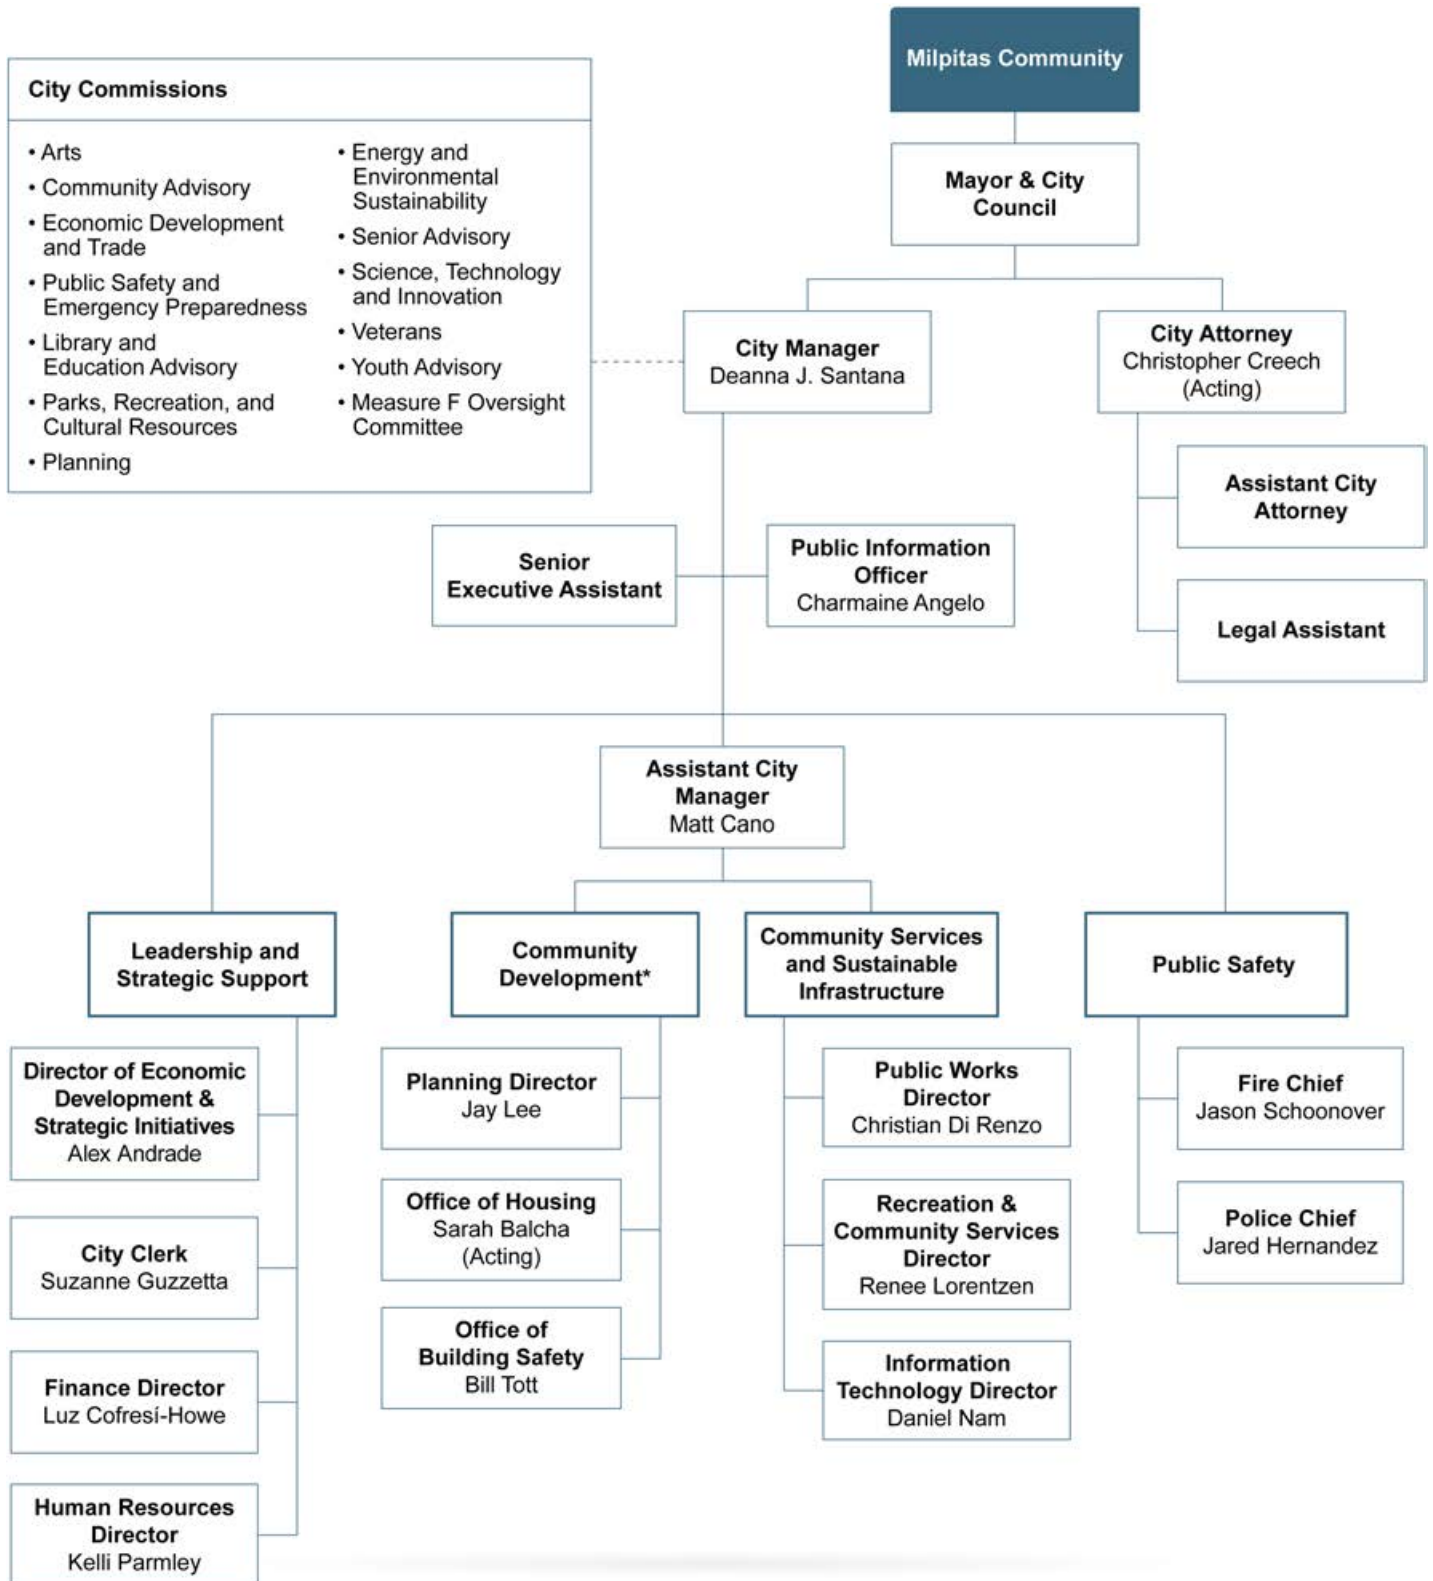 Milpitas Community
City Commissions
• Arts
• Community Advisory
• Economic Development
and Trade
• Public Safety and
Emergency Preparedness
• Library and
Education Advisory
• Parks, Recreation, and
Cultural Resources
• Planning
• Energy and
Environmental
Sustainability
• Senior Advisory
• Science, Technology
and Innovation
• Veterans
• Youth Advisory
• Measure F Oversight
Committee
Mayor & City
Council
City Manager
Deanna J. Santana
City Attorney
Christopher Creech
(Acting)
Assistant City
Attorney
Legal Assistant
Senior
Executive Assistant
Public Information
Officer
Charmaine Angelo
Assistant City
Manager
Matt Cano
Leadership and
Strategic Support
Director of Economic
Development &
Strategic Initiatives
Alex Andrade
City Clerk
Suzanne Guzzetta
Finance Director
Luz Cofresí-Howe
Human Resources
Director
Kelli Parmley
Community
Development*
Planning Director
Jay Lee
Office of Housing
Sarah Balcha
(Acting)
Office of
Building Safety
Bill Tott
Community Services
and Sustainable
Infrastructure
Public Works
Director
Christian Di Renzo
Recreation &
Community Services
Director
Renee Lorentzen
Information
Technology Director
Daniel Nam
Public Safety
Fire Chief
Jason Schoonover
Police Chief
Jared Hernandez